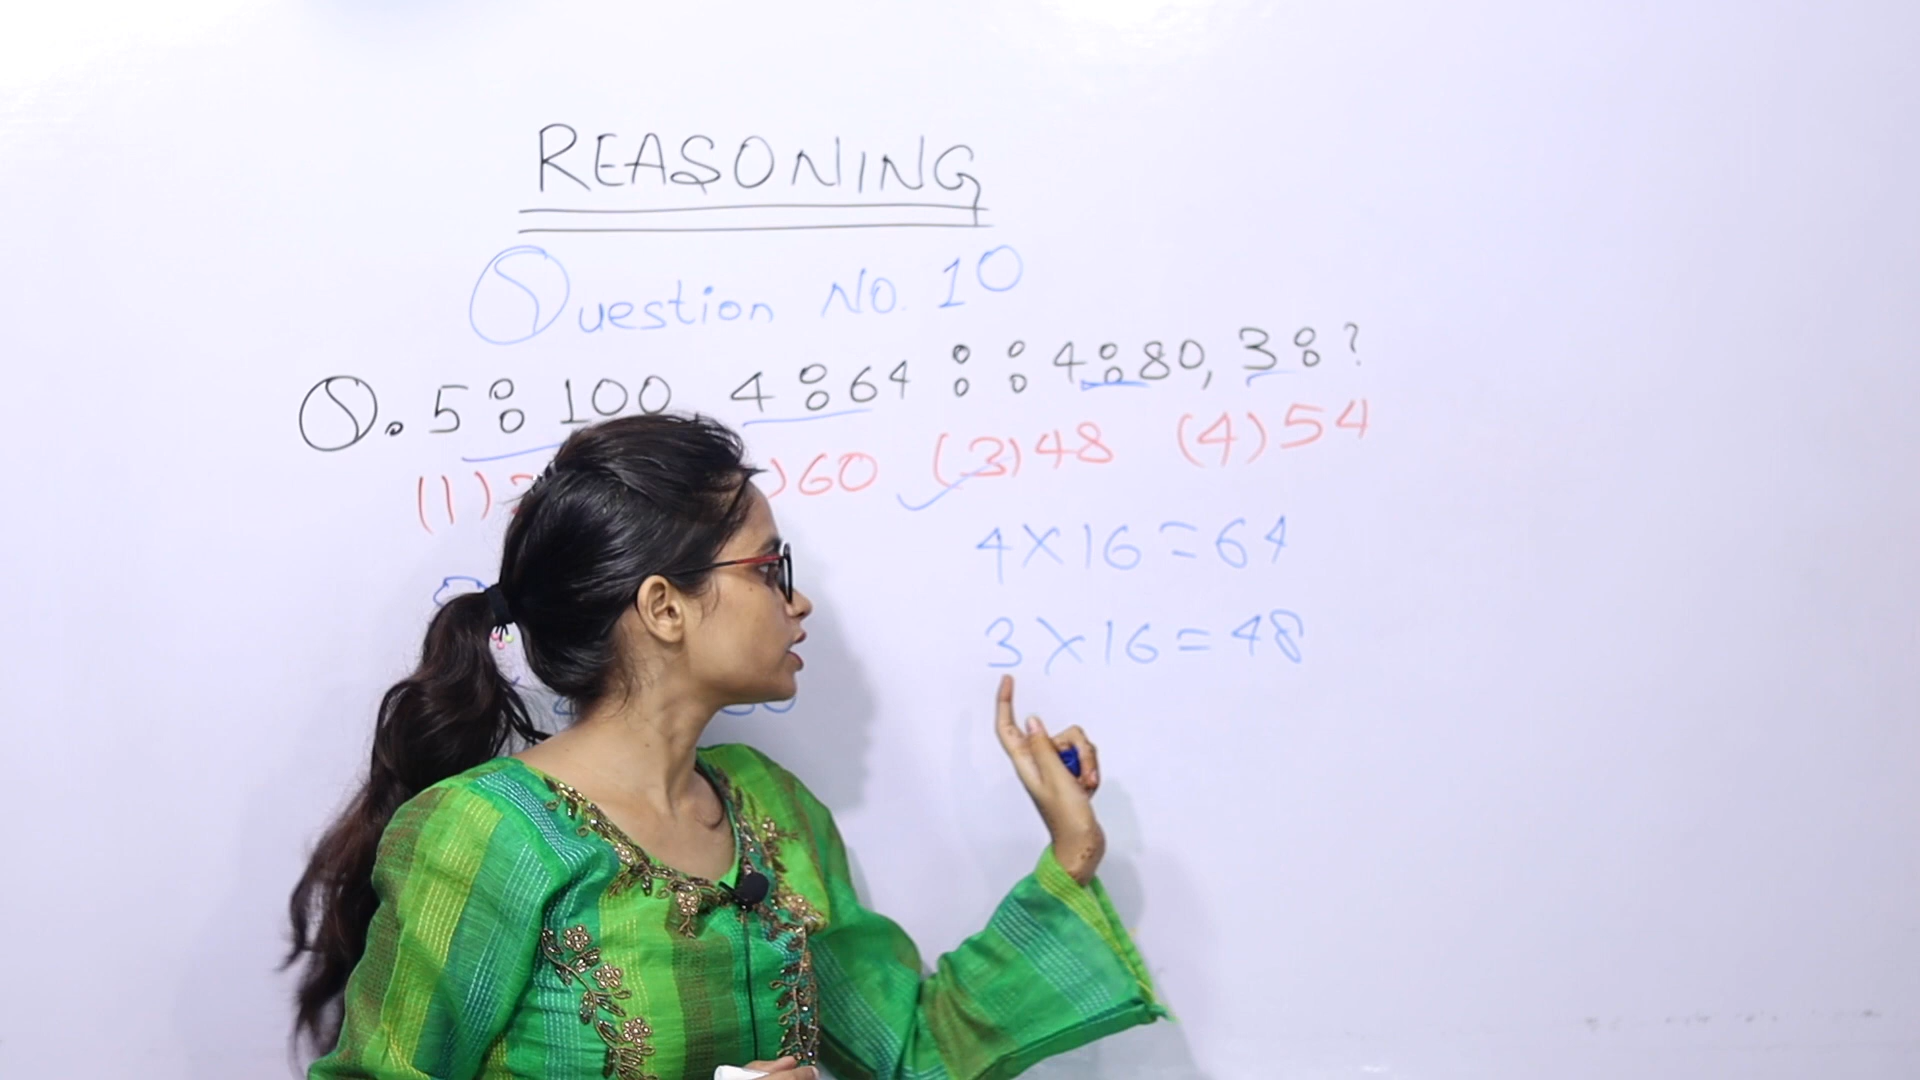 REASONING
Question No. 10
Q. 5 : 100, 4 : 64 : : 4 : 80, 3 : ?
(1) )60 (3)48 (4)54
4×16=64
3×16=48